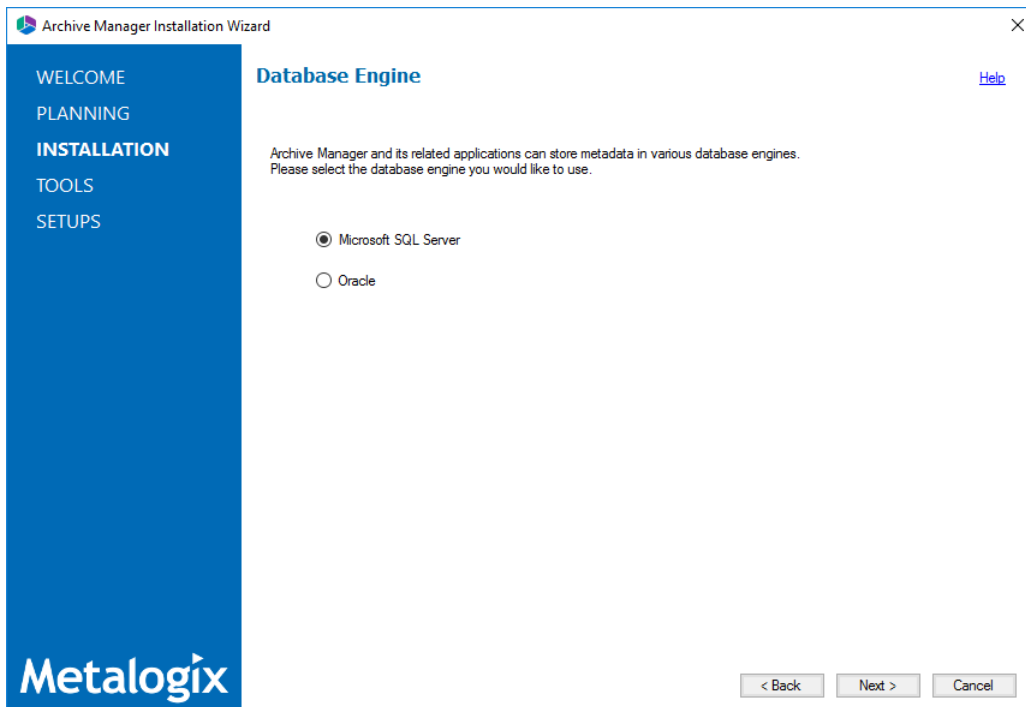 Archive Manager Installation Wizard
WELCOME
PLANNING
INSTALLATION
TOOLS
SETUPS
Database Engine
Help
Archive Manager and its related applications can store metadata in various database engines.
Please select the database engine you would like to use.
Microsoft SQL Server
Oracle
Metalogix
< Back
Next >
Cancel